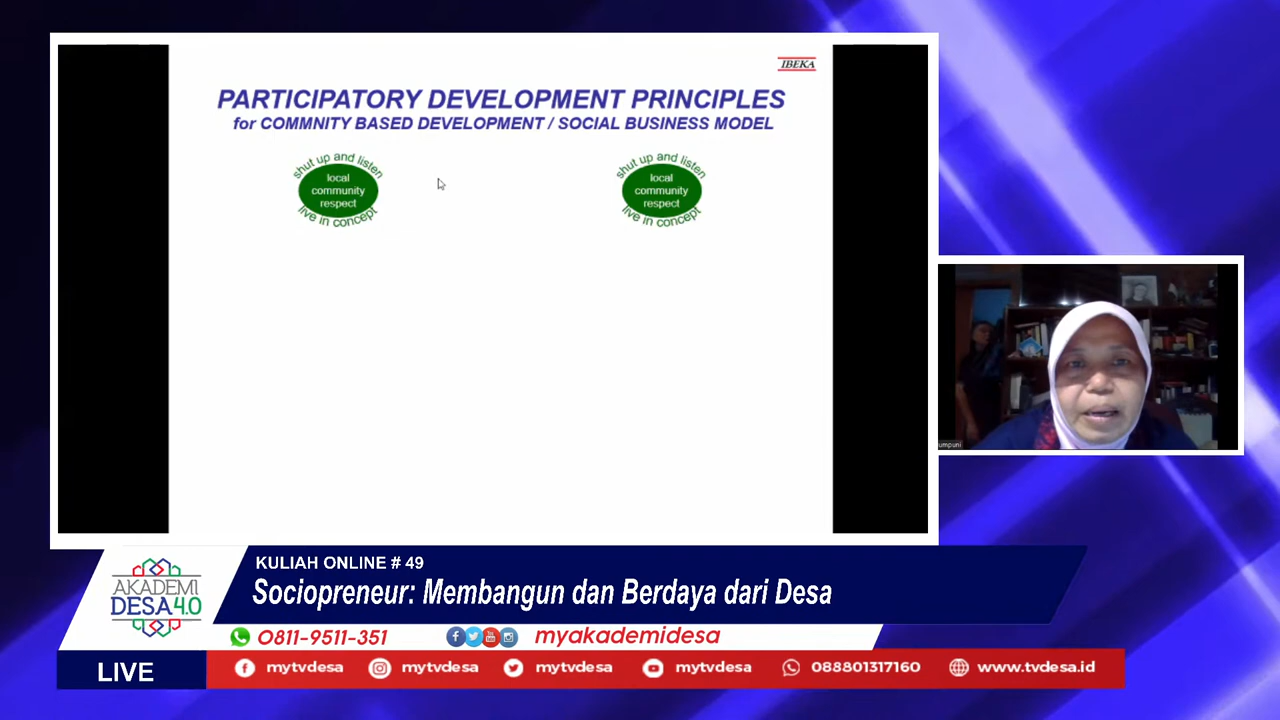 IBEKA
PARTICIPATORY DEVELOPMENT PRINCIPLES
for COMMNITY BASED DEVELOPMENT / SOCIAL BUSINESS MODEL
shut up and listen
local
community
respect
live in concept
shut up and listen
local
community
respect
live in concept
umpuni
KULIAH ONLINE # 49
Sociopreneur: Membangun dan Berdaya dari Desa
AKADEMI
DESA 4.0
0811-9511-351
myakademidesa
LIVE
mytvdesa
mytvdesa
mytvdesa
mytvdesa
088801317160
www.tvdesa.id